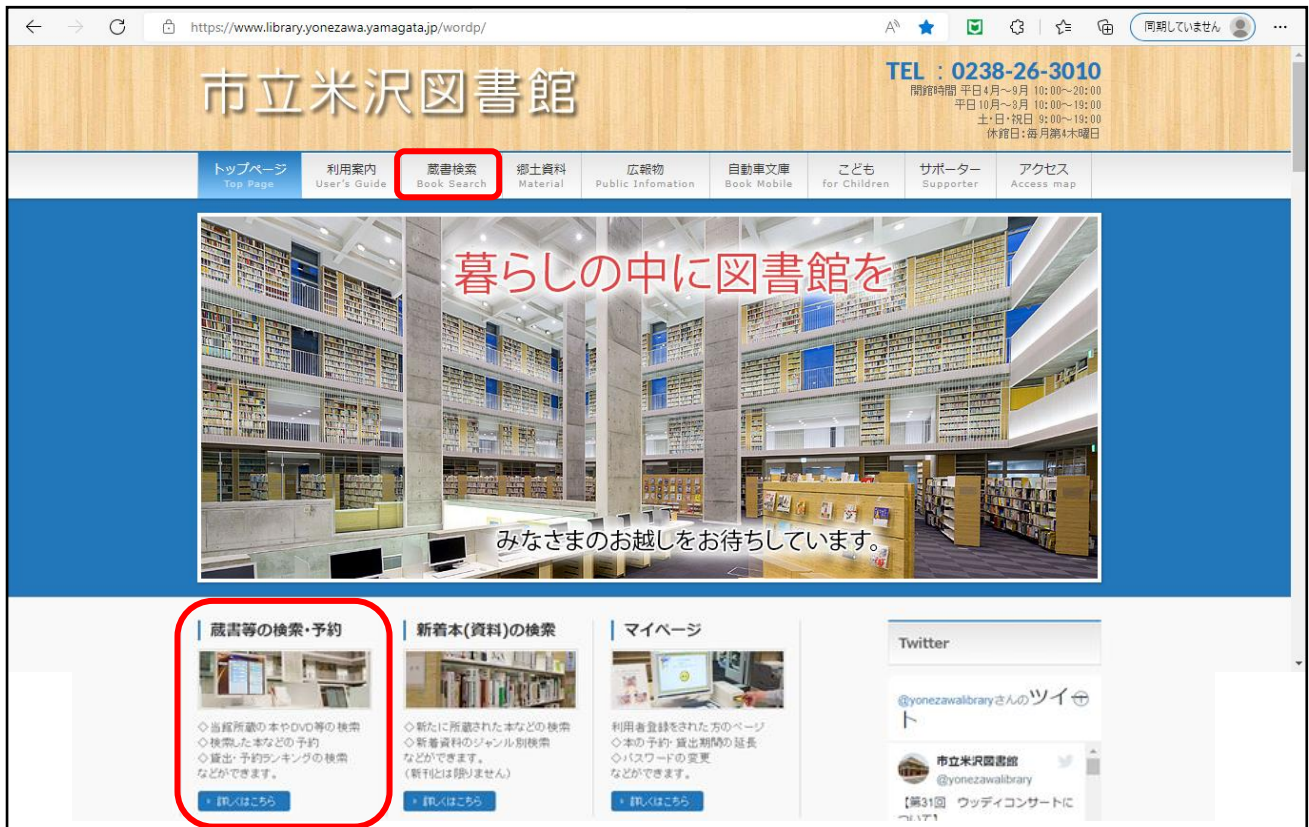 https://www.library.yonezawa.yamagata.jp/wordp/
同期していません
市立米沢図書館
TEL ：0238-26-3010
開館時間 平日4月～9月 10:00～20:00
平日10月～3月 10:00～19:00
土・日・祝日 9:00～19:00
休館日：毎月第4木曜日
トップページ 利用案内 蔵書検索 郷土資料 広報物 自動車文庫 こども サポーター アクセス
Top Page User's Guide Book Search Material Public Infomation Book Mobile for Children Supporter Access map
暮らしの中に図書館を
みなさまのお越しをお待ちしています。
蔵書等の検索・予約
◇当館所蔵の本やDVD等の検索
◇検索した本などの予約
◇貸出・予約ランキングの検索
などができます。
詳しくはこちら
新着本(資料)の検索
◇新たに所蔵された本などの検索
◇新着資料のジャンル別検索
などができます。
(新刊とは限りません)
詳しくはこちら
マイページ
利用者登録をされた方のページ
◇本の予約・貸出期間の延長
◇パスワードの変更
などができます。
詳しくはこちら
Twitter
@yonezawalibraryさんのツイー
ト
市立米沢図書館
@yonezawalibrary
【第31回 ウッディコンサートに
ついて】